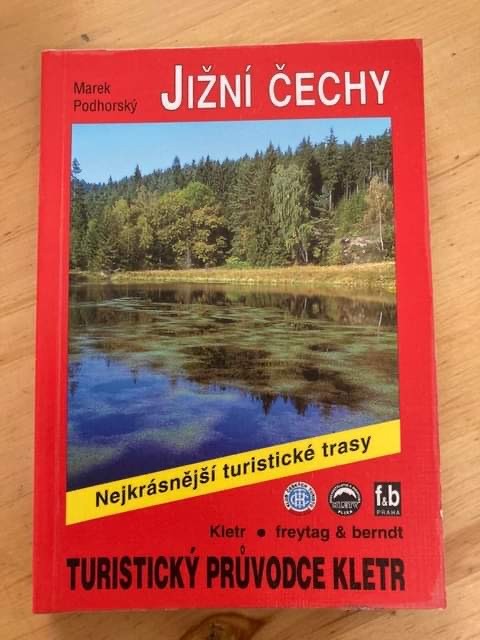 Marek
Podhorský
JIŽNÍ ČECHY
Nejkrásnější turistické trasy
f&b
PRAHA
Kletr • freytag & berndt
TURISTICKÝ PRŮVODCE KLETR